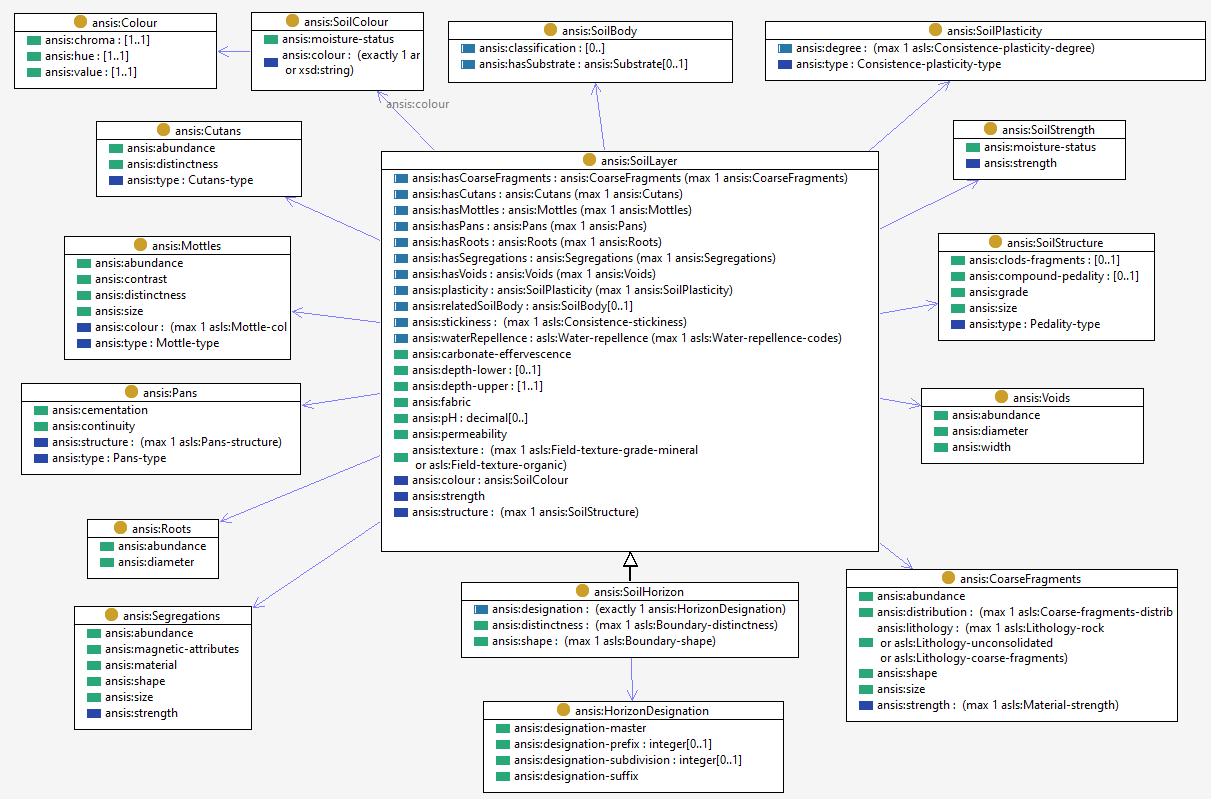 ansis:Colour
ansis:chroma : [1..1]
ansis:hue : [1..1]
ansis:value : [1..1]
ansis:SoilColour
ansis:moisture-status
ansis:colour :  (exactly 1 ar
or xsd:string)
ansis:SoilBody
ansis:classification : [0..]
ansis:hasSubstrate : ansis:Substrate[0..1]
ansis:SoilPlasticity
ansis:degree :  (max 1 asls:Consistence-plasticity-degree)
ansis:type : Consistence-plasticity-type
ansis:colour
ansis:Cutans
ansis:abundance
ansis:distinctness
ansis:type : Cutans-type
ansis:SoilStrength
ansis:moisture-status
ansis:strength
ansis:SoilLayer
ansis:hasCoarseFragments : ansis:CoarseFragments (max 1 ansis:CoarseFragments)
ansis:hasCutans : ansis:Cutans (max 1 ansis:Cutans)
ansis:hasMottles : ansis:Mottles (max 1 ansis:Mottles)
ansis:hasPans : ansis:Pans (max 1 ansis:Pans)
ansis:hasRoots : ansis:Roots (max 1 ansis:Roots)
ansis:hasSegregations : ansis:Segregations (max 1 ansis:Segregations)
ansis:hasVoids : ansis:Voids (max 1 ansis:Voids)
ansis:plasticity : ansis:SoilPlasticity (max 1 ansis:SoilPlasticity)
ansis:relatedSoilBody : ansis:SoilBody[0..1]
ansis:stickiness :  (max 1 asls:Consistence-stickiness)
ansis:waterRepellence : asls:Water-repellence (max 1 asls:Water-repellence-codes)
ansis:carbonate-effervescence
ansis:depth-lower : [0..1]
ansis:depth-upper : [1..1]
ansis:fabric
ansis:pH : decimal[0..]
ansis:permeability
ansis:texture :  (max 1 asls:Field-texture-grade-mineral
or asls:Field-texture-organic)
ansis:colour : ansis:SoilColour
ansis:strength
ansis:structure :  (max 1 ansis:SoilStructure)
ansis:Mottles
ansis:abundance
ansis:contrast
ansis:distinctness
ansis:size
ansis:colour :  (max 1 asls:Mottle-col
ansis:type : Mottle-type
ansis:SoilStructure
ansis:clods-fragments : [0..1]
ansis:compound-pedality : [0..1]
ansis:grade
ansis:size
ansis:type : Pedality-type
ansis:Pans
ansis:cementation
ansis:continuity
ansis:structure :  (max 1 asls:Pans-structure)
ansis:type : Pans-type
ansis:Voids
ansis:abundance
ansis:diameter
ansis:width
ansis:Roots
ansis:abundance
ansis:diameter
ansis:Segregations
ansis:abundance
ansis:magnetic-attributes
ansis:material
ansis:shape
ansis:size
ansis:strength
ansis:SoilHorizon
ansis:designation :  (exactly 1 ansis:HorizonDesignation)
ansis:distinctness :  (max 1 asls:Boundary-distinctness)
ansis:shape :  (max 1 asls:Boundary-shape)
ansis:CoarseFragments
ansis:abundance
ansis:distribution :  (max 1 asls:Coarse-fragments-distrib
ansis:lithology :  (max 1 asls:Lithology-rock
or asls:Lithology-unconsolidated
or asls:Lithology-coarse-fragments)
ansis:shape
ansis:size
ansis:strength :  (max 1 asls:Material-strength)
ansis:HorizonDesignation
ansis:designation-master
ansis:designation-prefix : integer[0..1]
ansis:designation-subdivision : integer[0..1]
ansis:designation-suffix